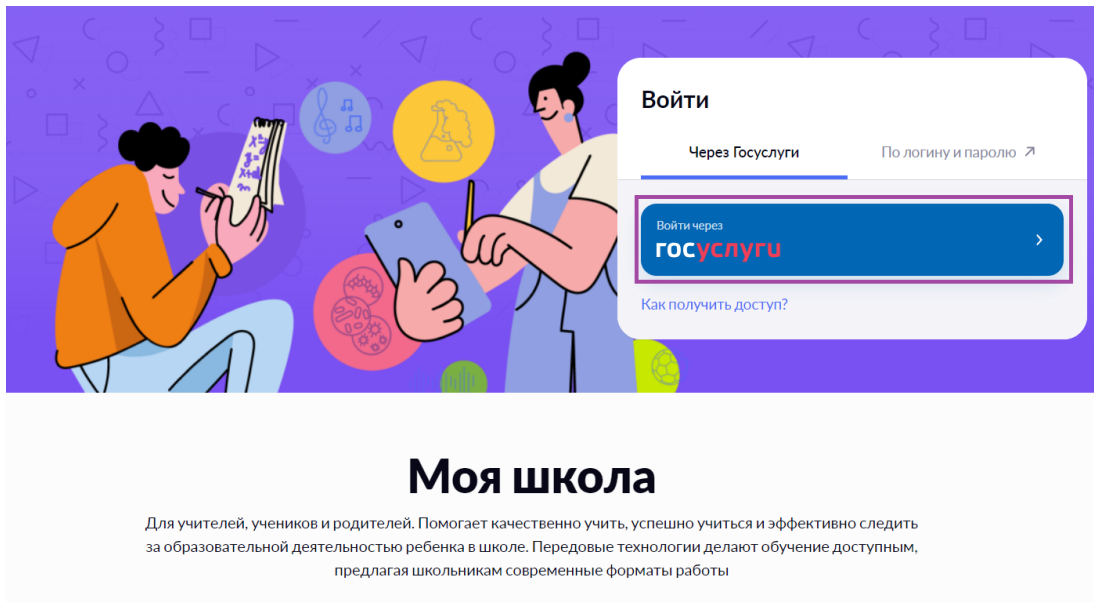 Войти
Через Госуслуги
По логину и паролю
Войти через
госуслуги
Как получить доступ?
Моя школа
Для учителей, учеников и родителей. Помогает качественно учить, успешно учиться и эффективно следить
за образовательной деятельностью ребенка в школе. Передовые технологии делают обучение доступным,
предлагая школьникам современные форматы работы